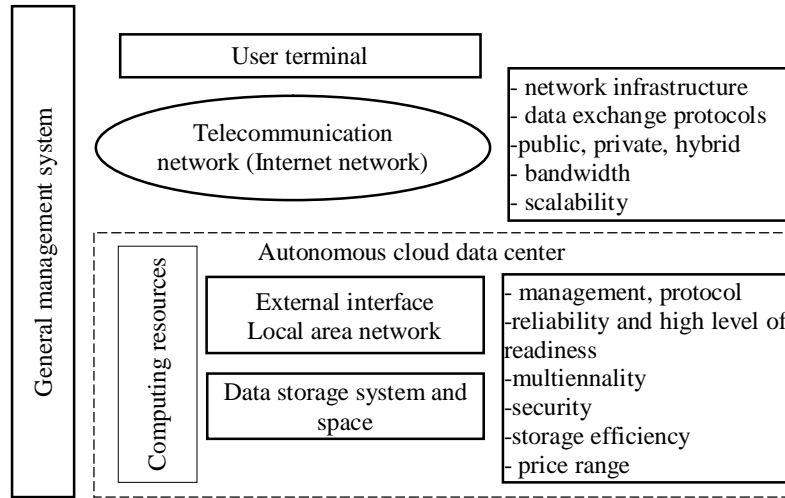 General management system
User terminal
Telecommunication
network (Internet network)
- network infrastructure
- data exchange protocols
-public, private, hybrid
- bandwidth
- scalability
Autonomous cloud data center
Computing resources
External interface
Local area network
Data storage system and
space
- management, protocol
-reliability and high level of
readiness
-multiennality
-security
-storage efficiency
- price range